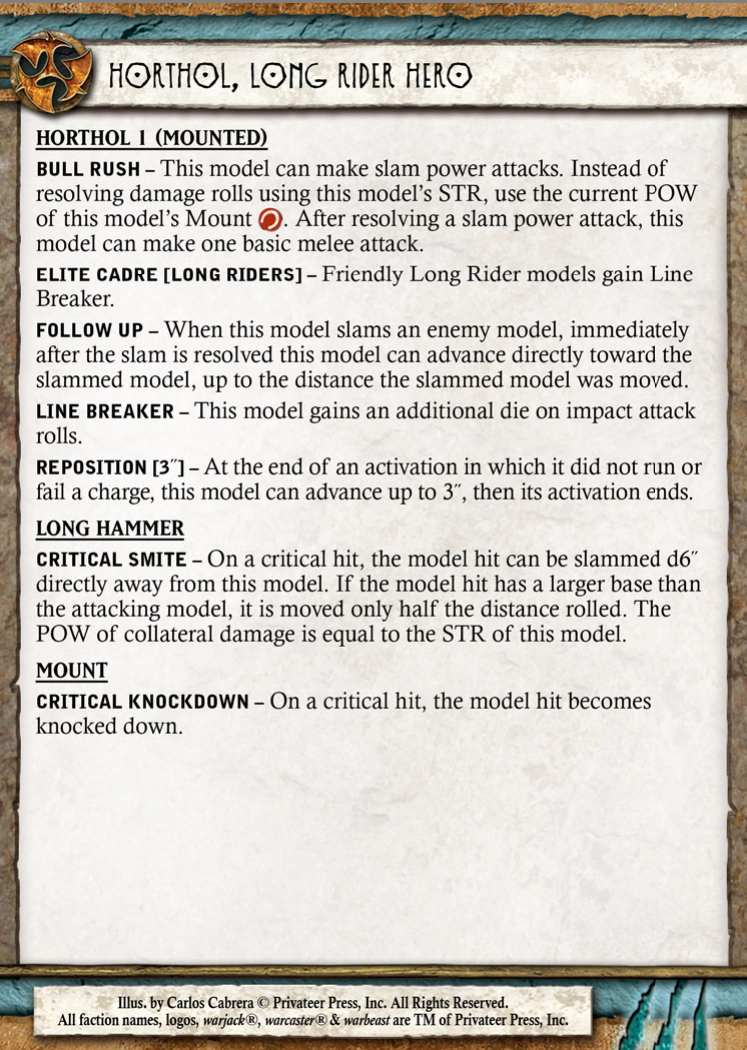 HORTHOL, LONG RIDER HERO
HORTHOL 1 (MOUNTED)
BULL RUSH – This model can make slam power attacks. Instead of
resolving damage rolls using this model's STR, use the current POW
of this model's Mount . After resolving a slam power attack, this
model can make one basic melee attack.
ELITE CADRE [LONG RIDERS] – Friendly Long Rider models gain Line
Breaker.
FOLLOW UP – When this model slams an enemy model, immediately
after the slam is resolved this model can advance directly toward the
slammed model, up to the distance the slammed model was moved.
LINE BREAKER – This model gains an additional die on impact attack
rolls.
REPOSITION [3˝] – At the end of an activation in which it did not run or
fail a charge, this model can advance up to 3˝, then its activation ends.
LONG HAMMER
CRITICAL SMITE – On a critical hit, the model hit can be slammed d6˝
directly away from this model. If the model hit has a larger base than
the attacking model, it is moved only half the distance rolled. The
POW of collateral damage is equal to the STR of this model.
MOUNT
CRITICAL KNOCKDOWN – On a critical hit, the model hit becomes
knocked down.
Illus. by Carlos Cabrera © Privateer Press, Inc. All Rights Reserved.
All faction names, logos, warjack®, warcaster® & warbeast are TM of Privateer Press, Inc.